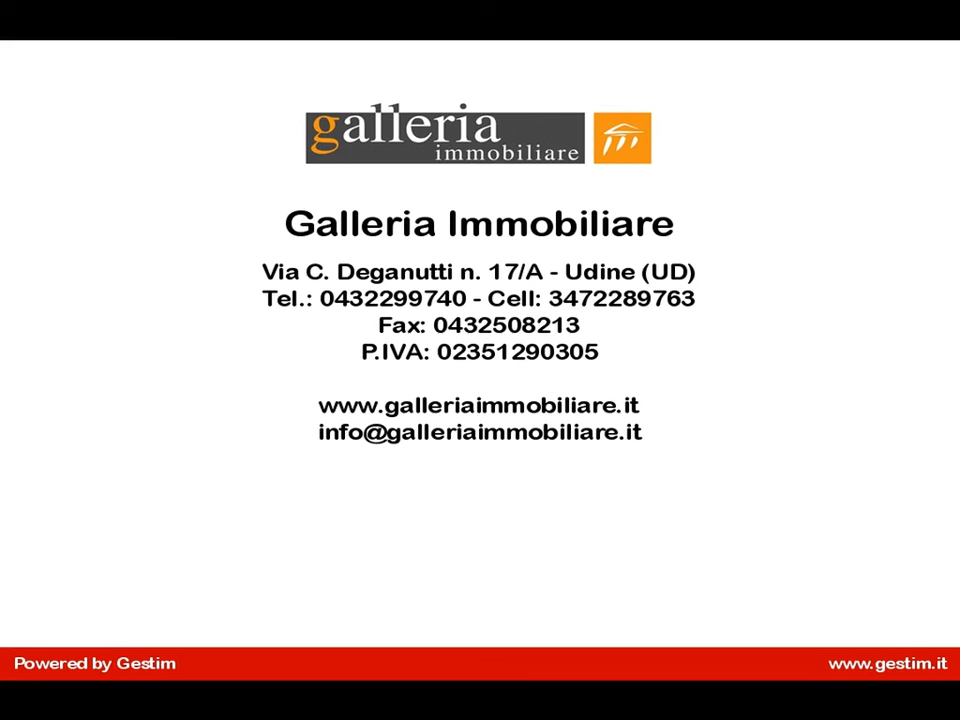 galleria
immobiliare
Galleria Immobiliare
Via C. Deganutti n. 17/A - Udine (UD)
Tel.: 0432299740 - Cell: 3472289763
Fax: 0432508213
P.IVA: 02351290305
www.galleriaimmobiliare.it
info@galleriaimmobiliare.it
Powered by Gestim
www.gestim.it